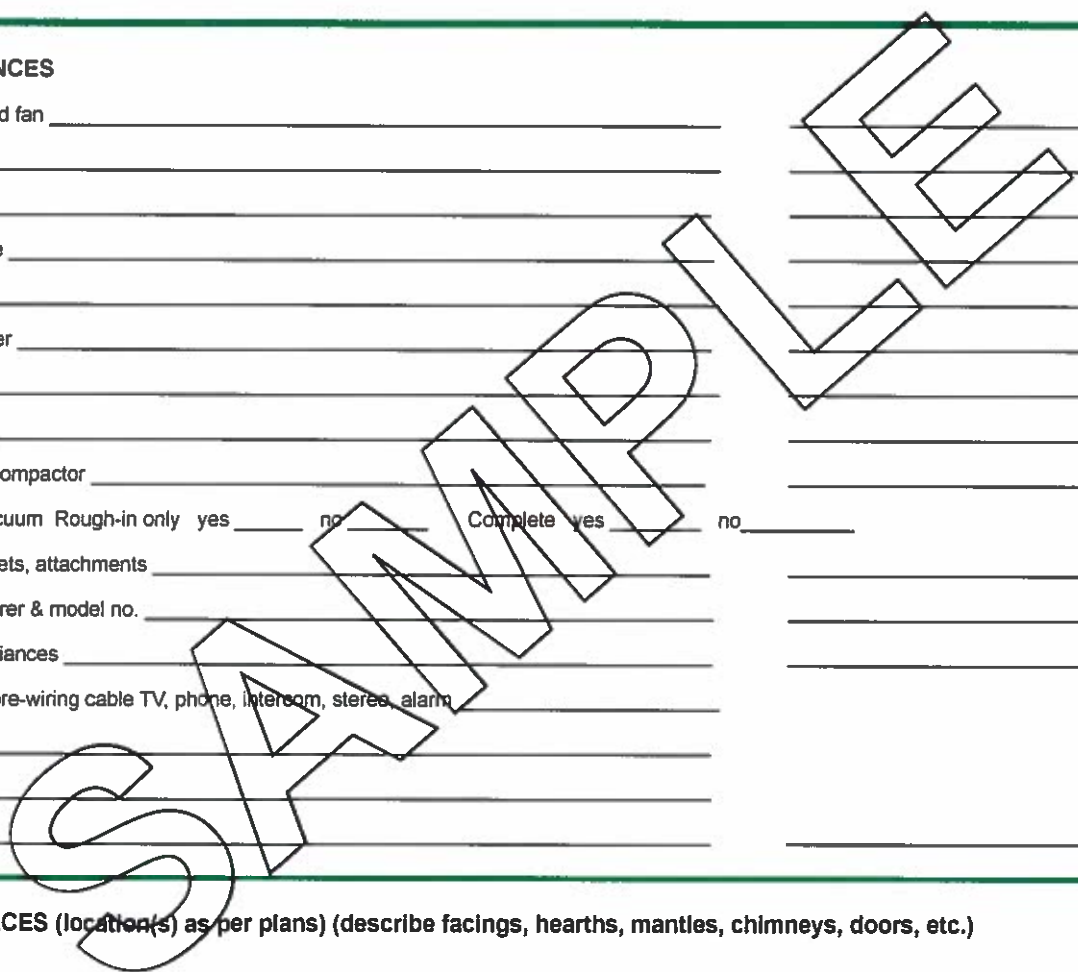 NCES
d fan
e
er
ompactor
cuum Rough-in only yes no Complete yes no
ets, attachments
rer & model no.
iances
ore-wiring cable TV, phone, intercom, stereo, alarm
CES (location(s) as per plans) (describe facings, hearths, mantles, chimneys, doors, etc.)
SAMPLE